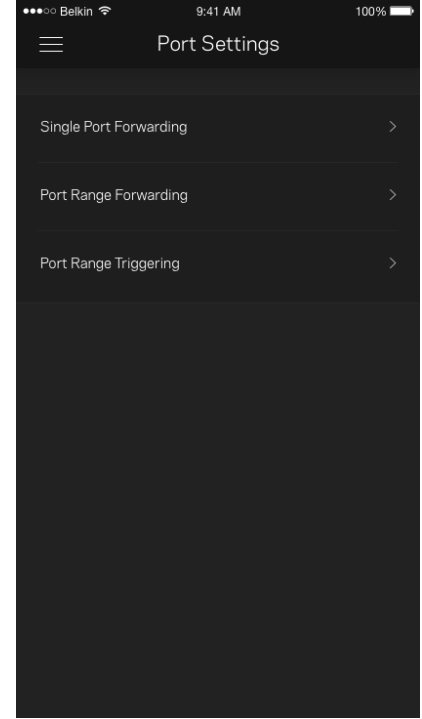 Belkin 9:41 AM 100%
Port Settings
Single Port Forwarding
Port Range Forwarding
Port Range Triggering